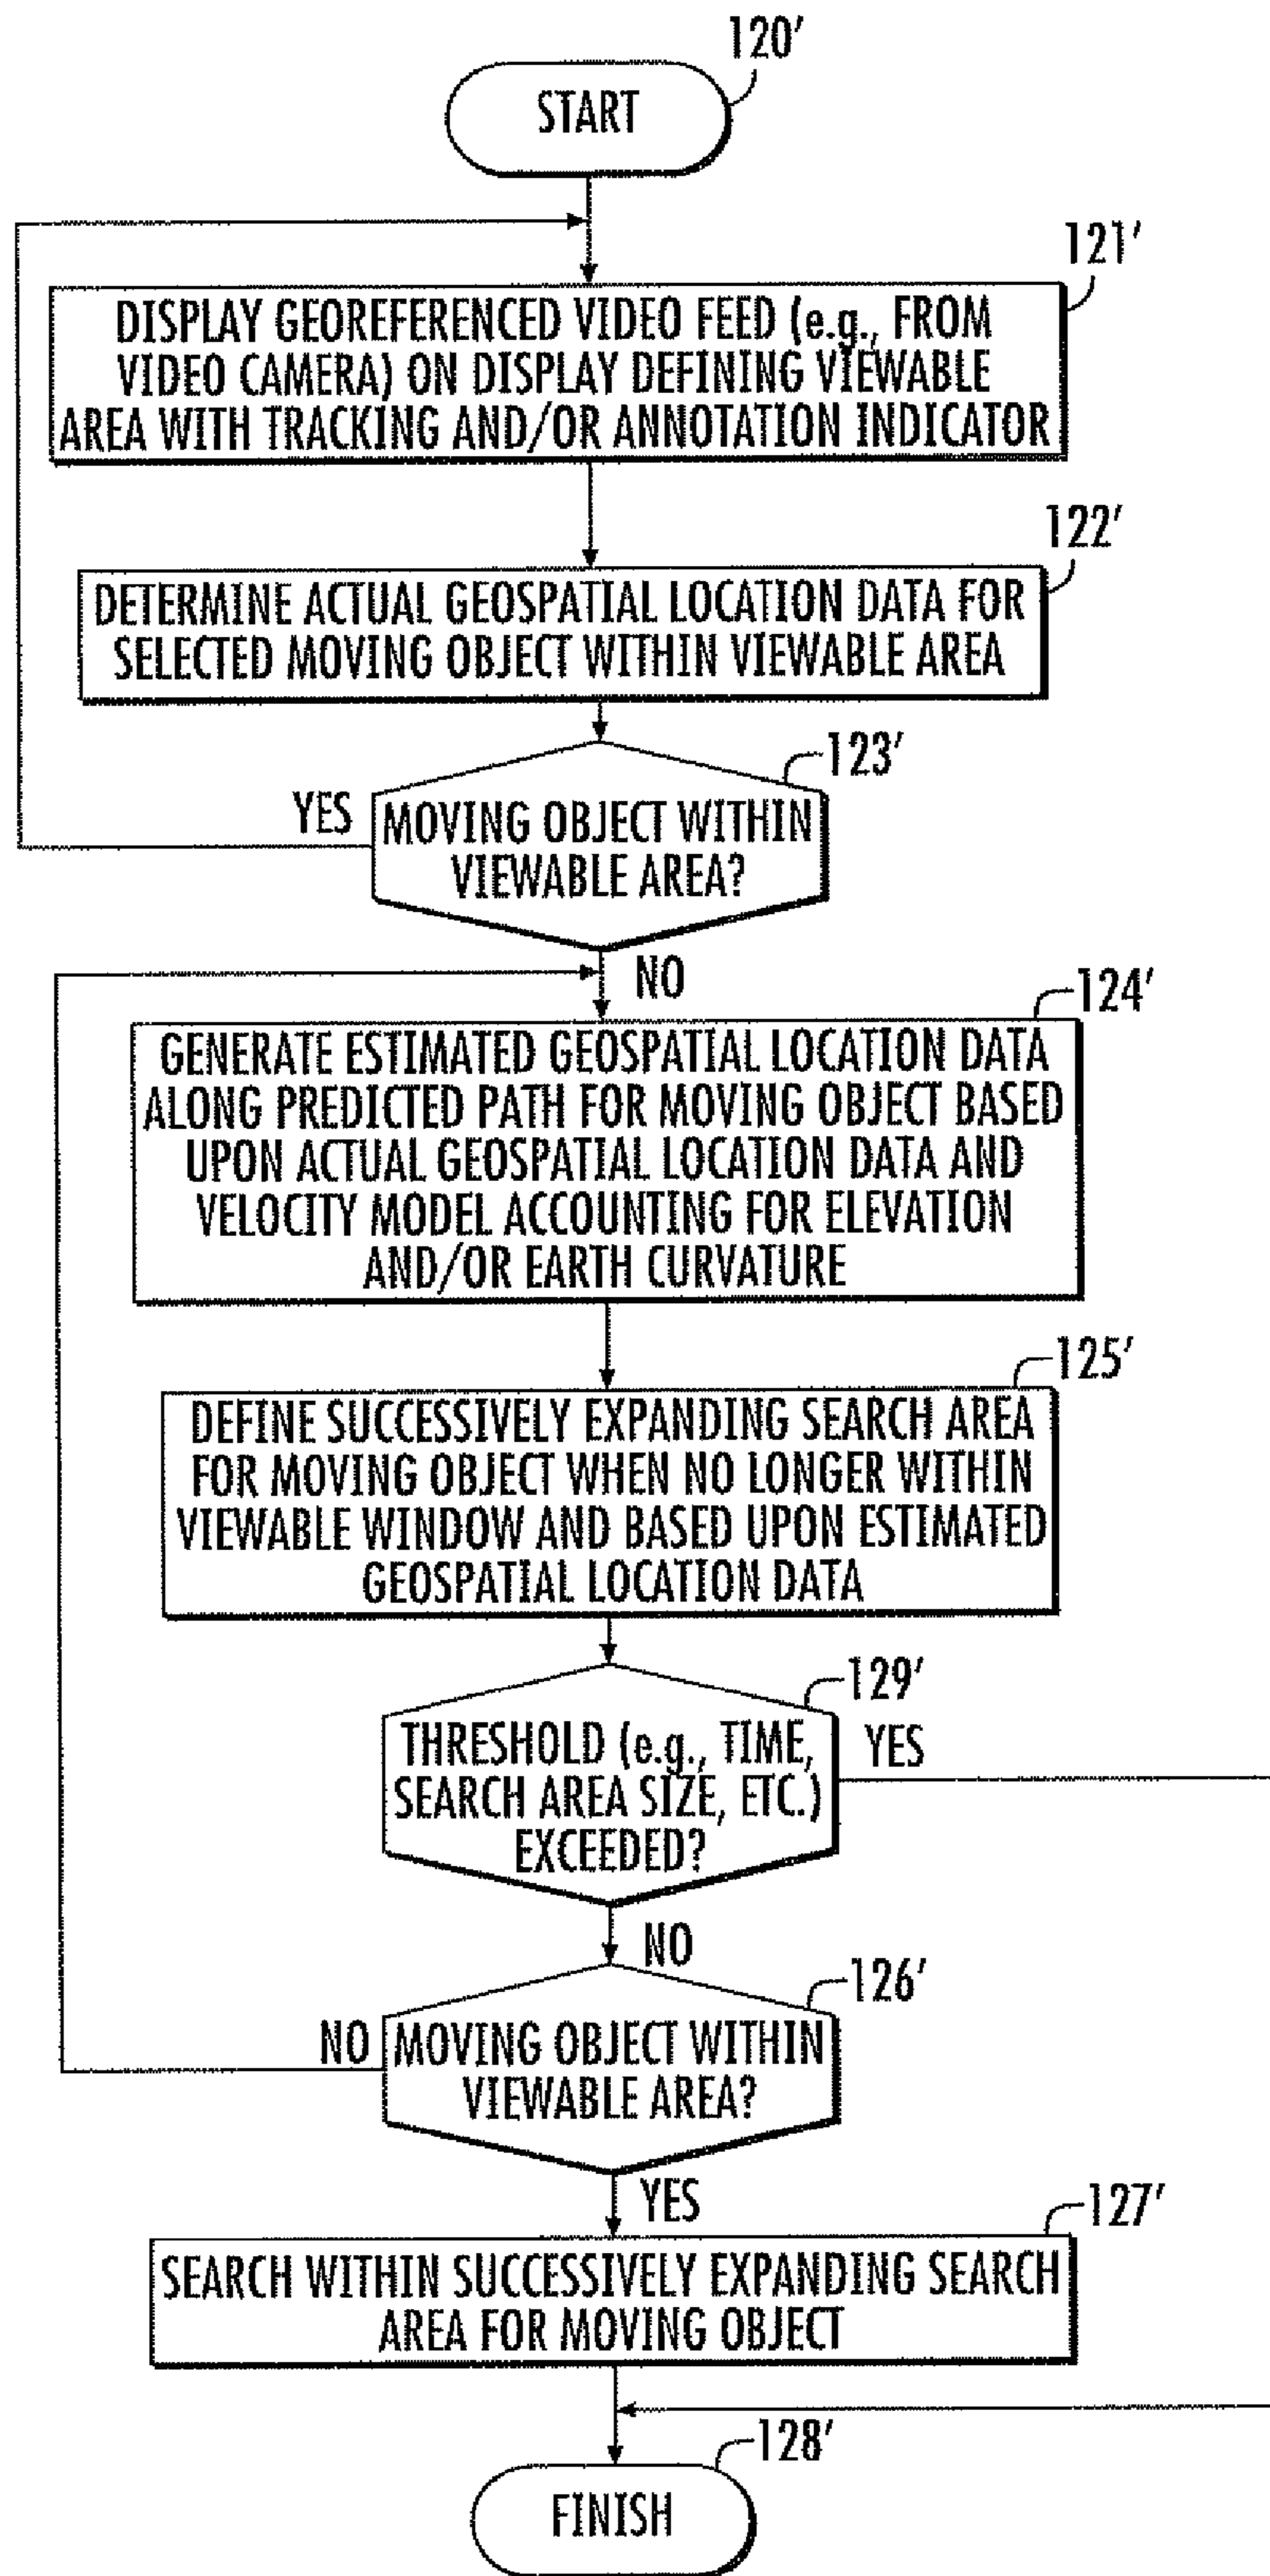 120'
START
121'
DISPLAY GEOREFERENCED VIDEO FEED (e.g., FROM
VIDEO CAMERA) ON DISPLAY DEFINING VIEWABLE
AREA WITH TRACKING AND/OR ANNOTATION INDICATOR
122'
DETERMINE ACTUAL GEOSPATIAL LOCATION DATA FOR
SELECTED MOVING OBJECT WITHIN VIEWABLE AREA
123'
YES
MOVING OBJECT WITHIN
VIEWABLE AREA?
NO
124'
GENERATE ESTIMATED GEOSPATIAL LOCATION DATA
ALONG PREDICTED PATH FOR MOVING OBJECT BASED
UPON ACTUAL GEOSPATIAL LOCATION DATA AND
VELOCITY MODEL ACCOUNTING FOR ELEVATION
AND/OR EARTH CURVATURE
125'
DEFINE SUCCESSIVELY EXPANDING SEARCH AREA
FOR MOVING OBJECT WHEN NO LONGER WITHIN
VIEWABLE WINDOW AND BASED UPON ESTIMATED
GEOSPATIAL LOCATION DATA
129'
THRESHOLD (e.g., TIME,
SEARCH AREA SIZE, ETC.)
EXCEEDED?
YES
NO
126'
NO
MOVING OBJECT WITHIN
VIEWABLE AREA?
YES
127'
SEARCH WITHIN SUCCESSIVELY EXPANDING SEARCH
AREA FOR MOVING OBJECT
128'
FINISH